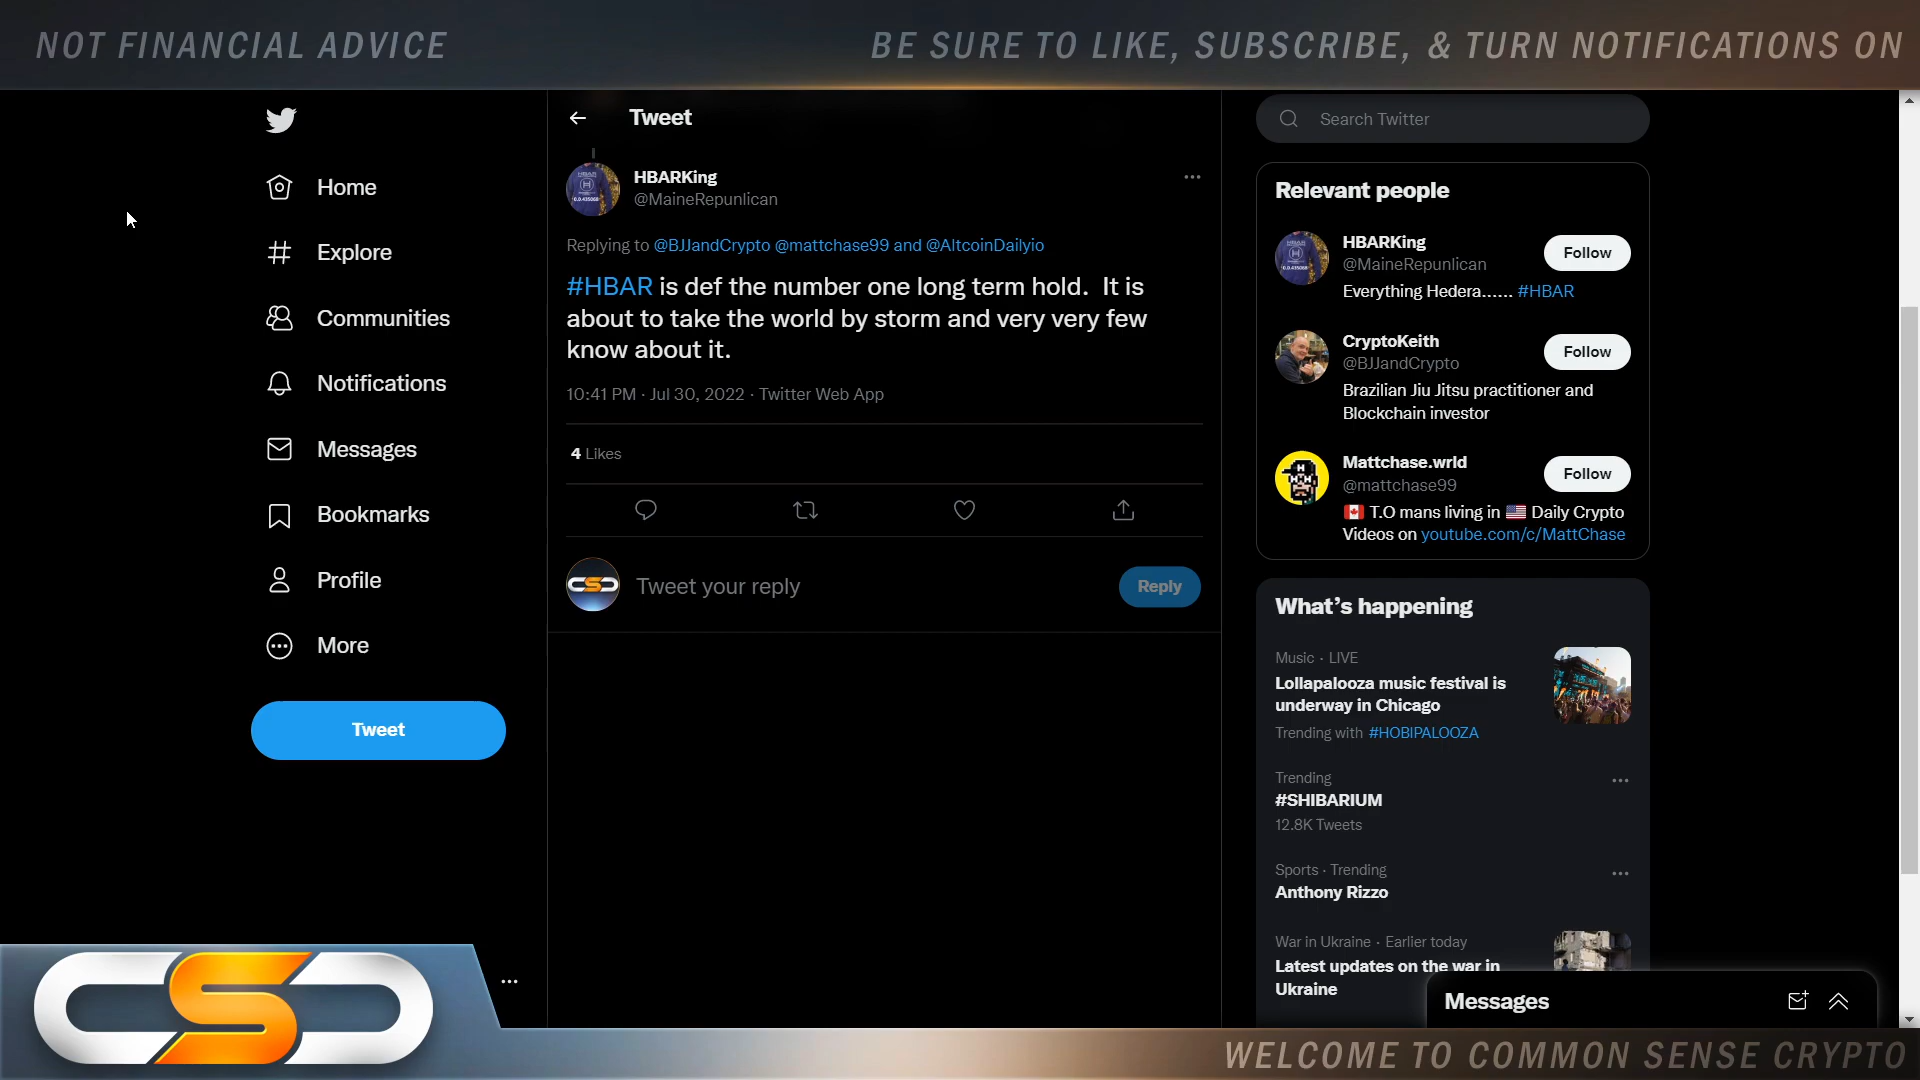 NOT FINANCIAL ADVICE
BE SURE TO LIKE, SUBSCRIBE, & TURN NOTIFICATIONS ON
Home
Explore
Communities
Notifications
Messages
Bookmarks
Profile
More
Tweet
Tweet
HBARKing
@MaineRepunlican
Replying to @BJJandCrypto @mattchase99 and @AltcoinDailyio
#HBAR is def the number one long term hold.  It is
about to take the world by storm and very very few
know about it.
10:41 PM · Jul 30, 2022 · Twitter Web App
4 Likes
Tweet your reply
Reply
Search Twitter
Relevant people
HBARKing
@MaineRepunlican
Follow
Everything Hedera...... #HBAR
CryptoKeith
@BJJandCrypto
Follow
Brazilian Jiu Jitsu practitioner and
Blockchain investor
Mattchase.wrld
@mattchase99
Follow
🇨🇦 T.O mans living in 🇺🇸 Daily Crypto
Videos on youtube.com/c/MattChase
What's happening
Music · LIVE
Lollapalooza music festival is
underway in Chicago
Trending with #HOBIPALOOZA
Trending
#SHIBARIUM
12.8K Tweets
Sports · Trending
Anthony Rizzo
War in Ukraine · Earlier today
Latest updates on the war in
Ukraine
Messages
CSC
WELCOME TO COMMON SENSE CRYPTO